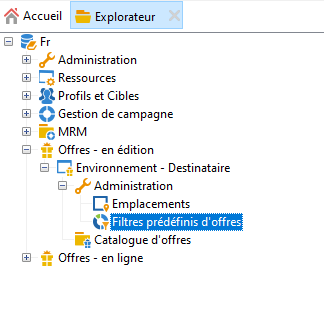 Accueil Explorateur
Fr
Administration
Ressources
Profils et Cibles
Gestion de campagne
MRM
Offres - en édition
Environnement - Destinataire
Administration
Emplacements
Filtres prédéfinis d'offres
Catalogue d'offres
Offres - en ligne